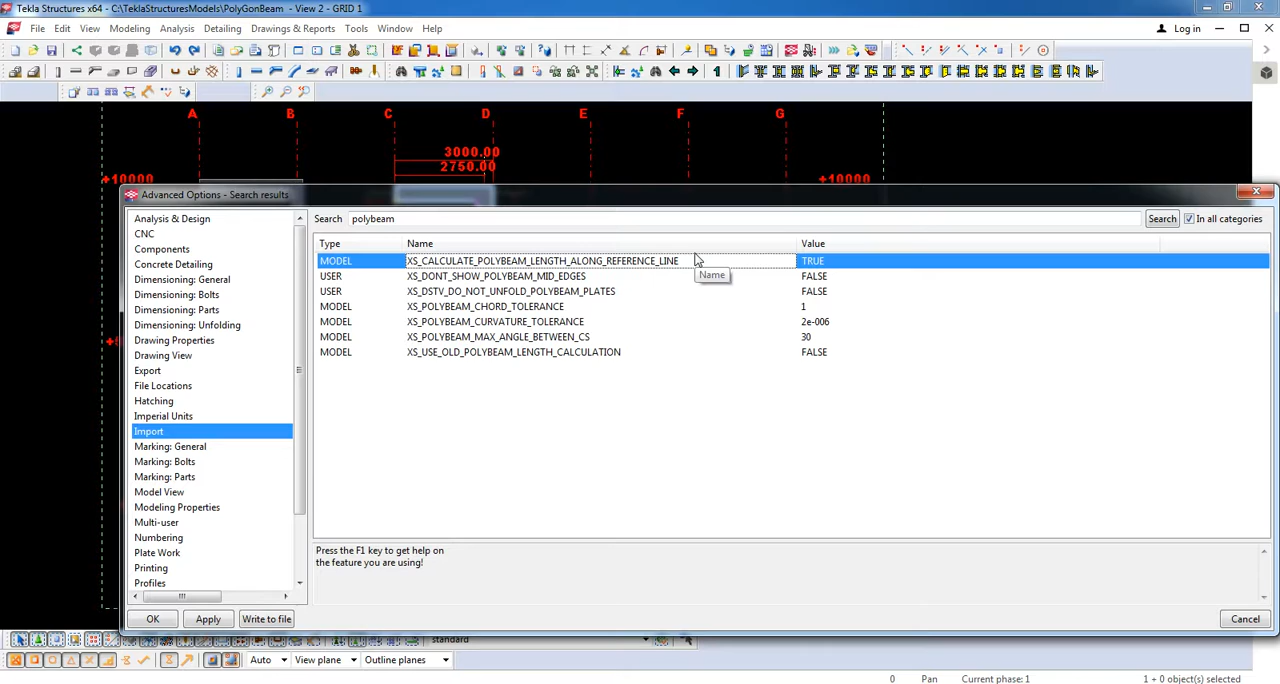 Tekla Structures x64 - C:\TeklaStructuresModels\PolyGonBeam - View 2 - GRID 1
File Edit View Modeling Analysis Detailing Drawings & Reports Tools Window Help Log in
A B C D E F G
3000.00
2750.00
+10000 +10000
Advanced Options - Search results
Search polybeam Search In all categories
Type Name Value
MODEL XS_CALCULATE_POLYBEAM_LENGTH_ALONG_REFERENCE_LINE TRUE
Name
USER XS_DONT_SHOW_POLYBEAM_MID_EDGES FALSE
USER XS_DSTV_DO_NOT_UNFOLD_POLYBEAM_PLATES FALSE
MODEL XS_POLYBEAM_CHORD_TOLERANCE 1
MODEL XS_POLYBEAM_CURVATURE_TOLERANCE 2e-006
MODEL XS_POLYBEAM_MAX_ANGLE_BETWEEN_CS 30
MODEL XS_USE_OLD_POLYBEAM_LENGTH_CALCULATION FALSE
Analysis & Design
CNC
Components
Concrete Detailing
Dimensioning: General
Dimensioning: Bolts
Dimensioning: Parts
Dimensioning: Unfolding
Drawing Properties
Drawing View
Export
File Locations
Hatching
Imperial Units
Import
Marking: General
Marking: Bolts
Marking: Parts
Model View
Modeling Properties
Multi-user
Numbering
Plate Work
Printing
Profiles
Press the F1 key to get help on
the feature you are using!
OK Apply Write to file Cancel
standard
Auto View plane Outline planes
0 Pan Current phase: 1 1 + 0 object(s) selected